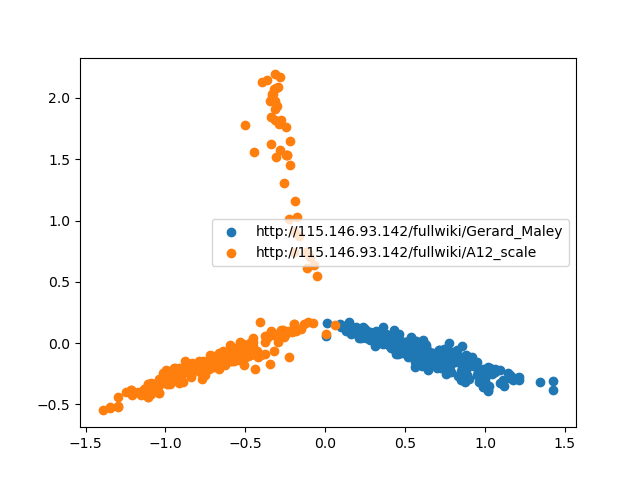 2.0
1.5
1.0
http://115.146.93.142/fullwiki/Gerard_Maley
http://115.146.93.142/fullwiki/A12_scale
0.5
0.0
−0.5
−1.5 −1.0 −0.5 0.0 0.5 1.0 1.5